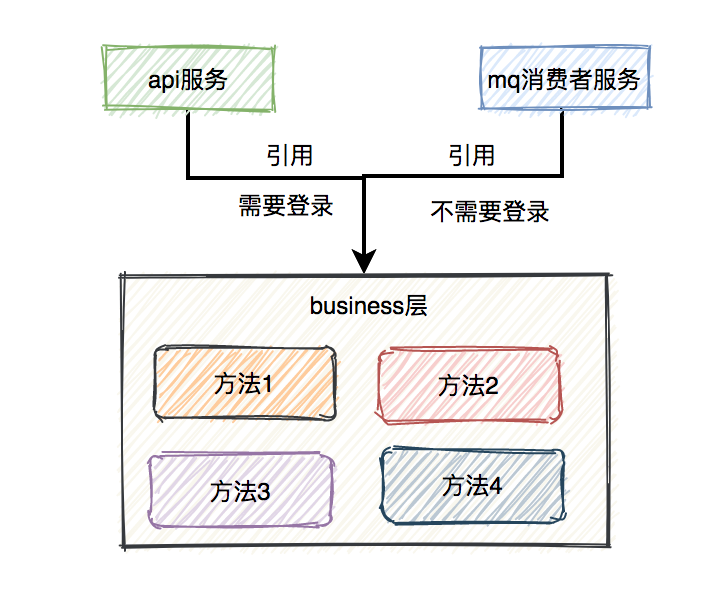 api服务
mq消费者服务
引用
引用
需要登录
不需要登录
business层
方法1
方法2
方法3
方法4